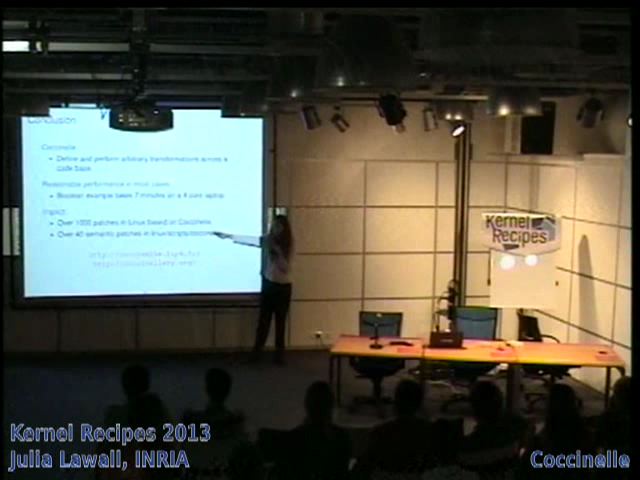 Conclusion
Coccinelle
Define and perform arbitrary transformations across a
code base.
Reasonable performance in most cases
Boolean example takes 7 minutes on a 4 core laptop.
Impact:
Over 1000 patches in Linux based on Coccinelle.
Over 40 semantic patches in linux/scripts/
Kernel
Recipes
Kernel Recipes 2013
Julia Lawall, INRIA
Coccinelle